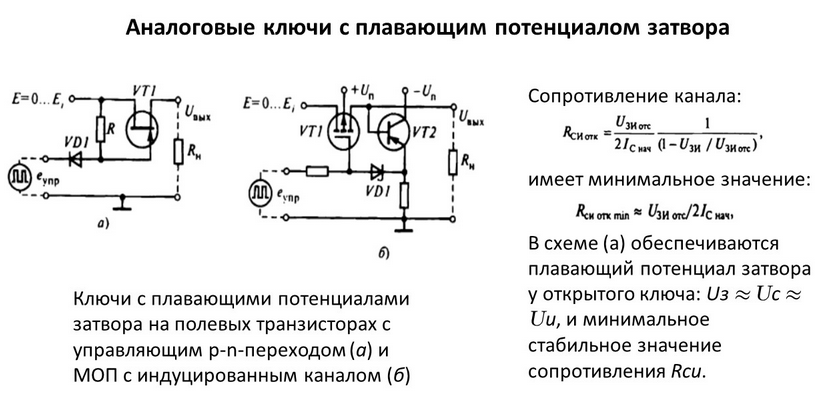 Аналоговые ключи с плавающим потенциалом затвора
E=0...Ei
VT1
Uвых
R
VD1
Rн
eупр
а)
E=0...Ei
+Uп
−Uп
Uвых
VT1
VT2
Rн
VD1
eупр
б)
Ключи с плавающими потенциалами
затвора на полевых транзисторах с
управляющим p-n-переходом (а) и
МОП с индуцированным каналом (б)
Сопротивление канала:
RСИ отк = UЗИ отс / 2IС нач · 1 / (1 − UЗИ / UЗИ отс),
имеет минимальное значение:
Rси отк min ≈ UЗИ отс/2IС нач,
В схеме (а) обеспечиваются
плавающий потенциал затвора
у открытого ключа: Uз ≈ Uс ≈
Uи, и минимальное
стабильное значение
сопротивления Rси.